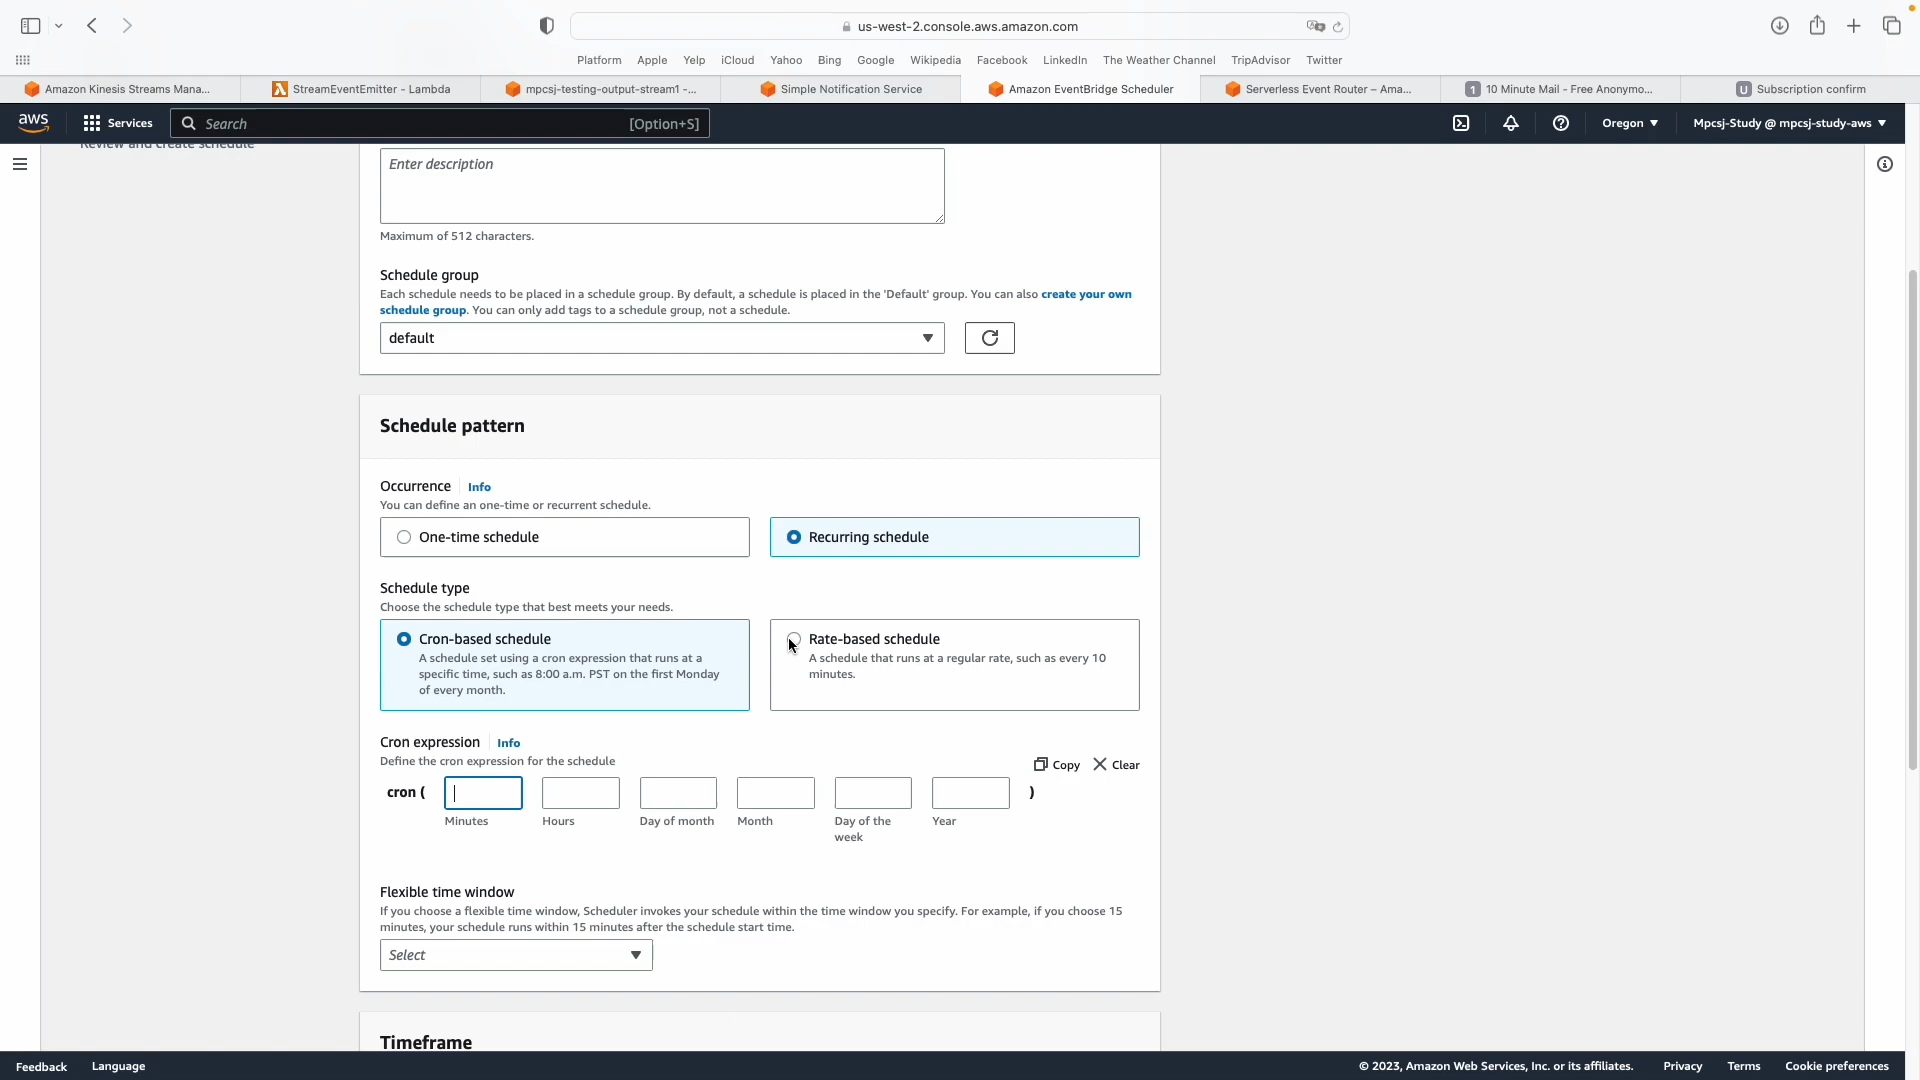 us-west-2.console.aws.amazon.com
Platform Apple Yelp iCloud Yahoo Bing Google Wikipedia Facebook LinkedIn The Weather Channel TripAdvisor Twitter
Amazon Kinesis Streams Mana...
StreamEventEmitter - Lambda
mpcsj-testing-output-stream1 -...
Simple Notification Service
Amazon EventBridge Scheduler
Serverless Event Router – Ama...
1 10 Minute Mail - Free Anonymo...
U Subscription confirm
aws Services Search [Option+S] Oregon Mpcsj-Study @ mpcsj-study-aws
Review and create schedule
Enter description
Maximum of 512 characters.
Schedule group
Each schedule needs to be placed in a schedule group. By default, a schedule is placed in the 'Default' group. You can also create your own
schedule group. You can only add tags to a schedule group, not a schedule.
default
Schedule pattern
Occurrence Info
You can define an one-time or recurrent schedule.
One-time schedule
Recurring schedule
Schedule type
Choose the schedule type that best meets your needs.
Cron-based schedule
A schedule set using a cron expression that runs at a
specific time, such as 8:00 a.m. PST on the first Monday
of every month.
Rate-based schedule
A schedule that runs at a regular rate, such as every 10
minutes.
Cron expression Info
Define the cron expression for the schedule
Copy Clear
cron ( )
Minutes Hours Day of month Month Day of the Year
week
Flexible time window
If you choose a flexible time window, Scheduler invokes your schedule within the time window you specify. For example, if you choose 15
minutes, your schedule runs within 15 minutes after the schedule start time.
Select
Timeframe
Feedback Language © 2023, Amazon Web Services, Inc. or its affiliates. Privacy Terms Cookie preferences